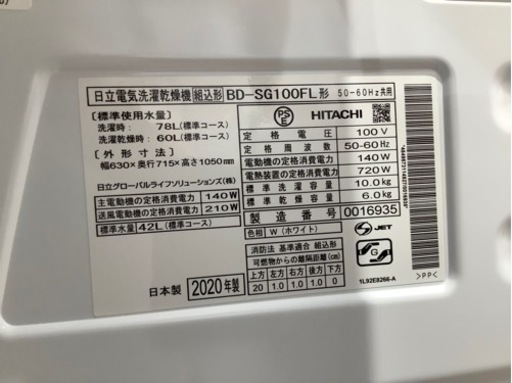 日立電気洗濯乾燥機 組込形 BD-SG100FL形 50-60Hz共用
[標準使用水量]
洗濯時: 78L(標準コース)
洗濯乾燥時: 60L(標準コース)
[外形寸法]
幅630×奥行715×高さ1050mm
日立グローバルライフソリューションズ(株)
主電動機の定格消費電力 140W
送風電動機の定格消費電力 210W
標準水量 42L(標準コース)
PSE HITACHI
定格電圧 100V
定格周波数 50-60Hz
電動機の定格消費電力 140W
電熱装置の定格消費電力 720W
標準洗濯容量 10.0kg
標準乾燥容量 6.0kg
製造番号 0016935
色相 W(ホワイト)
消防法 基準適合 組込形
可燃物からの離隔距離(cm)
上方 左方 右方 前方 後方 下方
20 1.0 1.0 1.0 1.0 0
S JET
G
日本製 2020年製
1L92E8266-A
>PP<